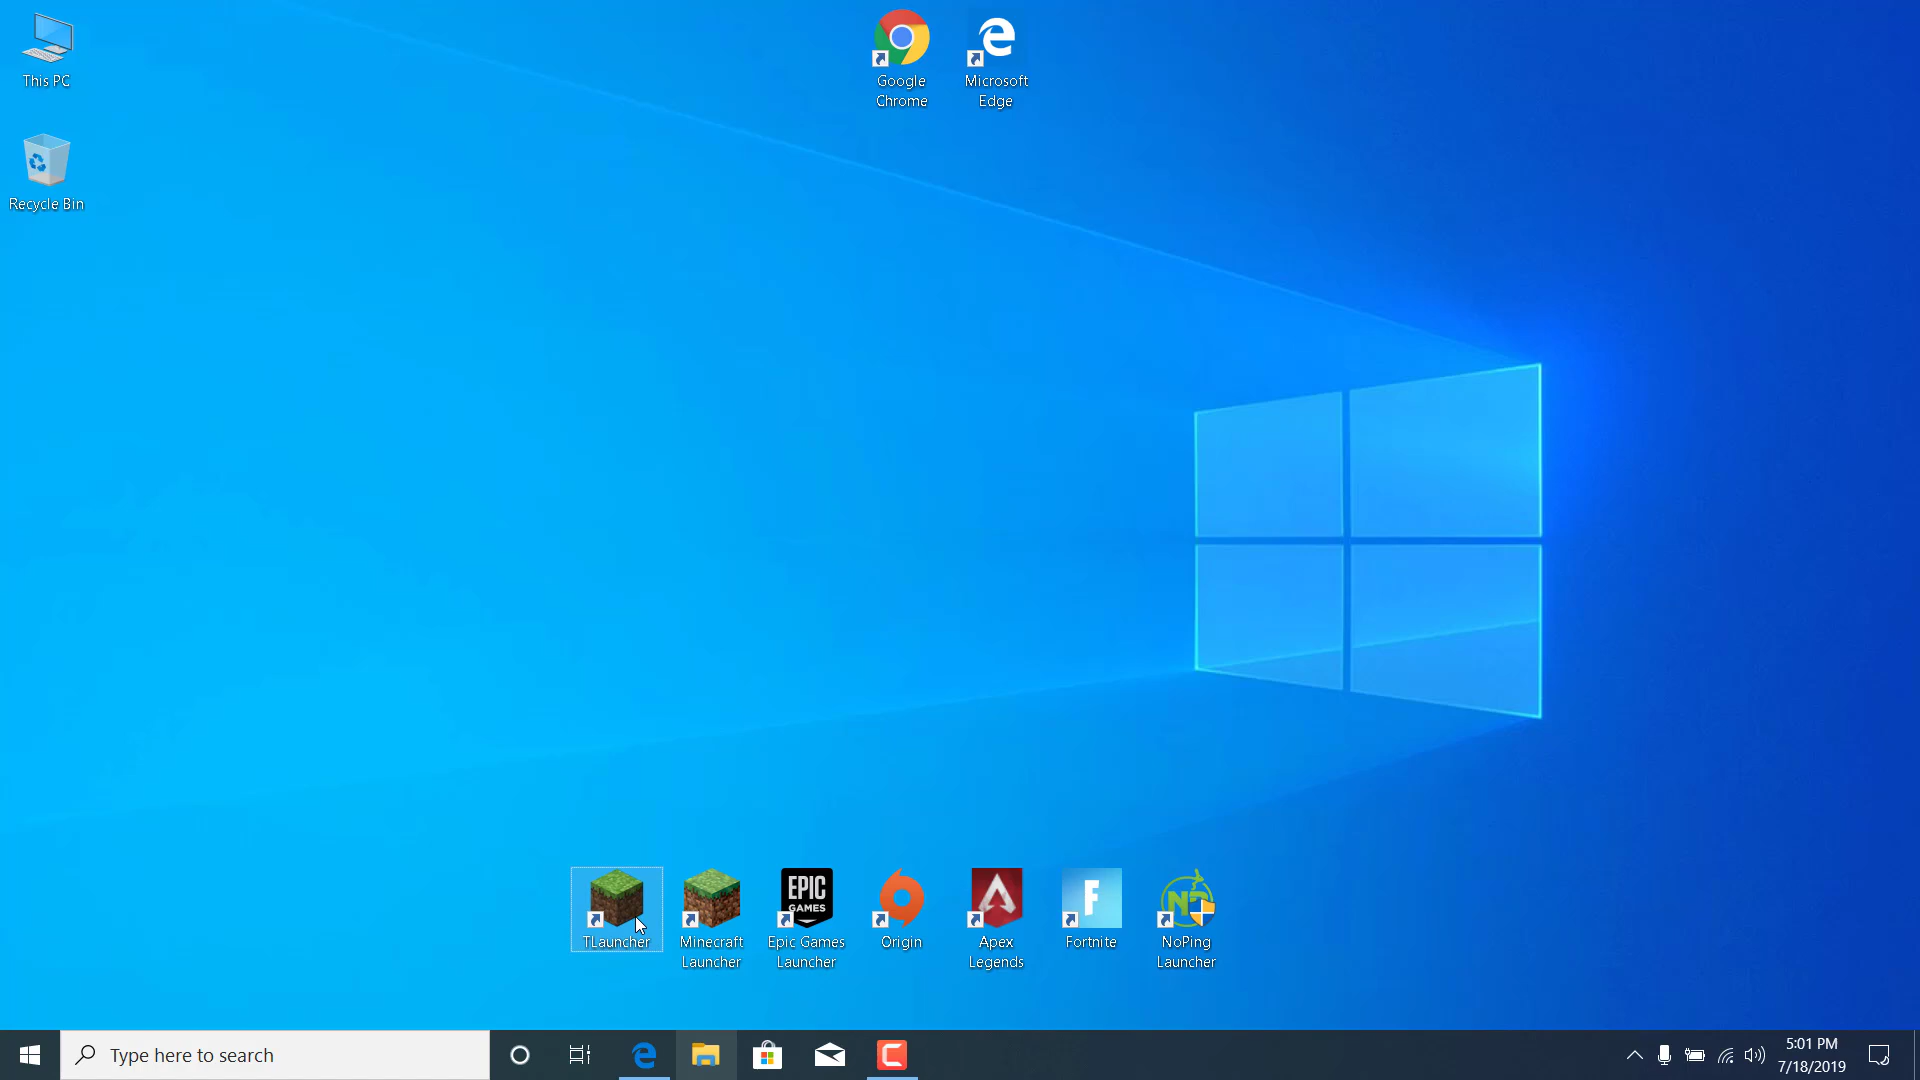 This PC
Recycle Bin
Google
Chrome
Microsoft
Edge
TLauncher
Minecraft
Launcher
EPIC
GAMES
Epic Games
Launcher
Origin
Apex
Legends
F
Fortnite
NP
NoPing
Launcher
Type here to search
5:01 PM
7/18/2019